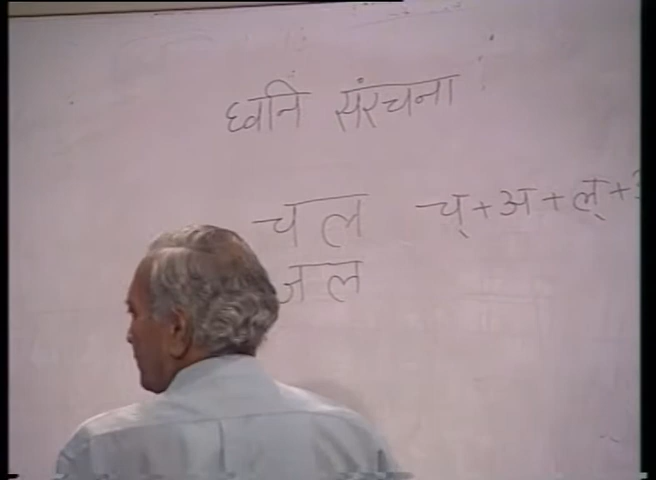 ध्वनि संरचना
चल च्+अ+ल्+
जल